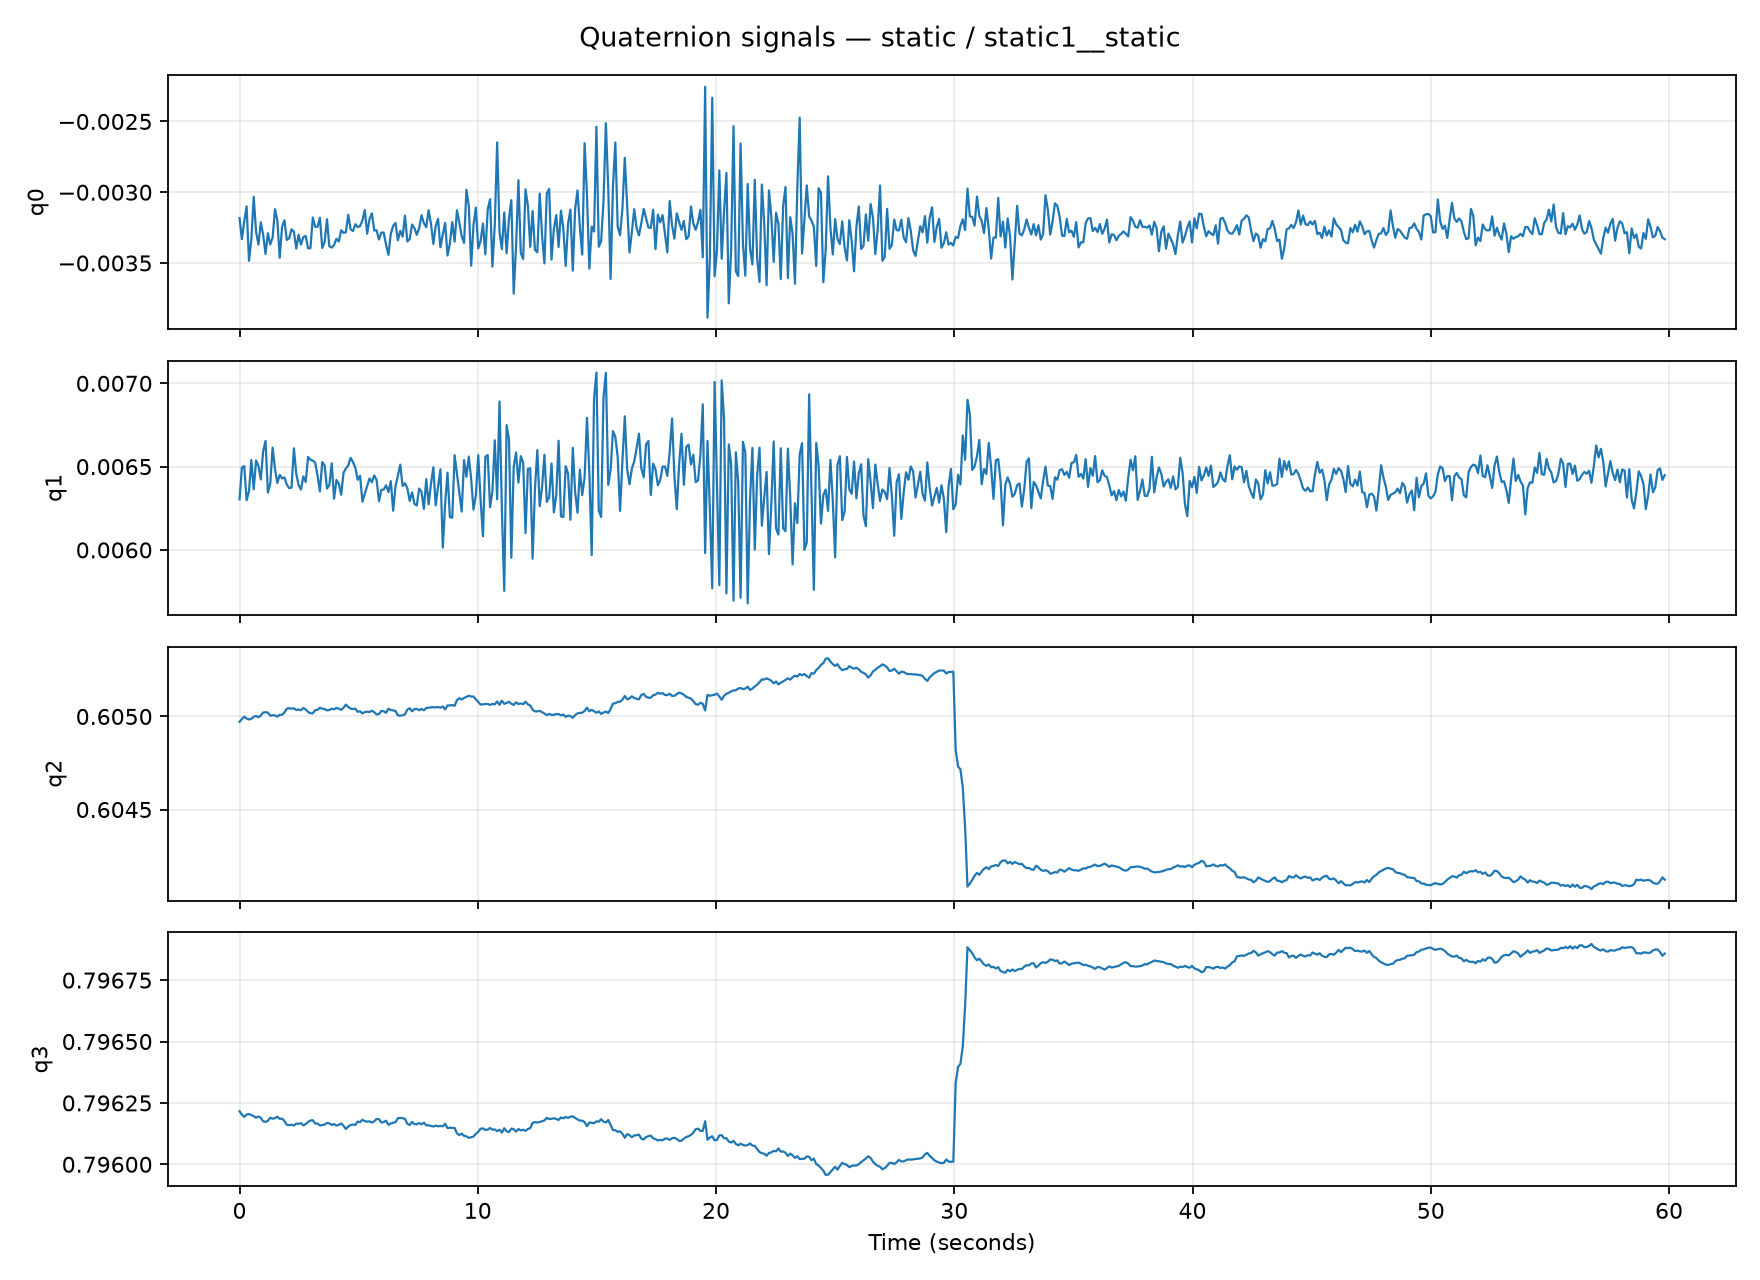 Quaternion signals — static / static1__static
−0.0025
−0.0030
−0.0035
q0
0.0070
0.0065
0.0060
q1
0.6050
0.6045
q2
0.79675
0.79650
0.79625
0.79600
q3
0 10 20 30 40 50 60
Time (seconds)